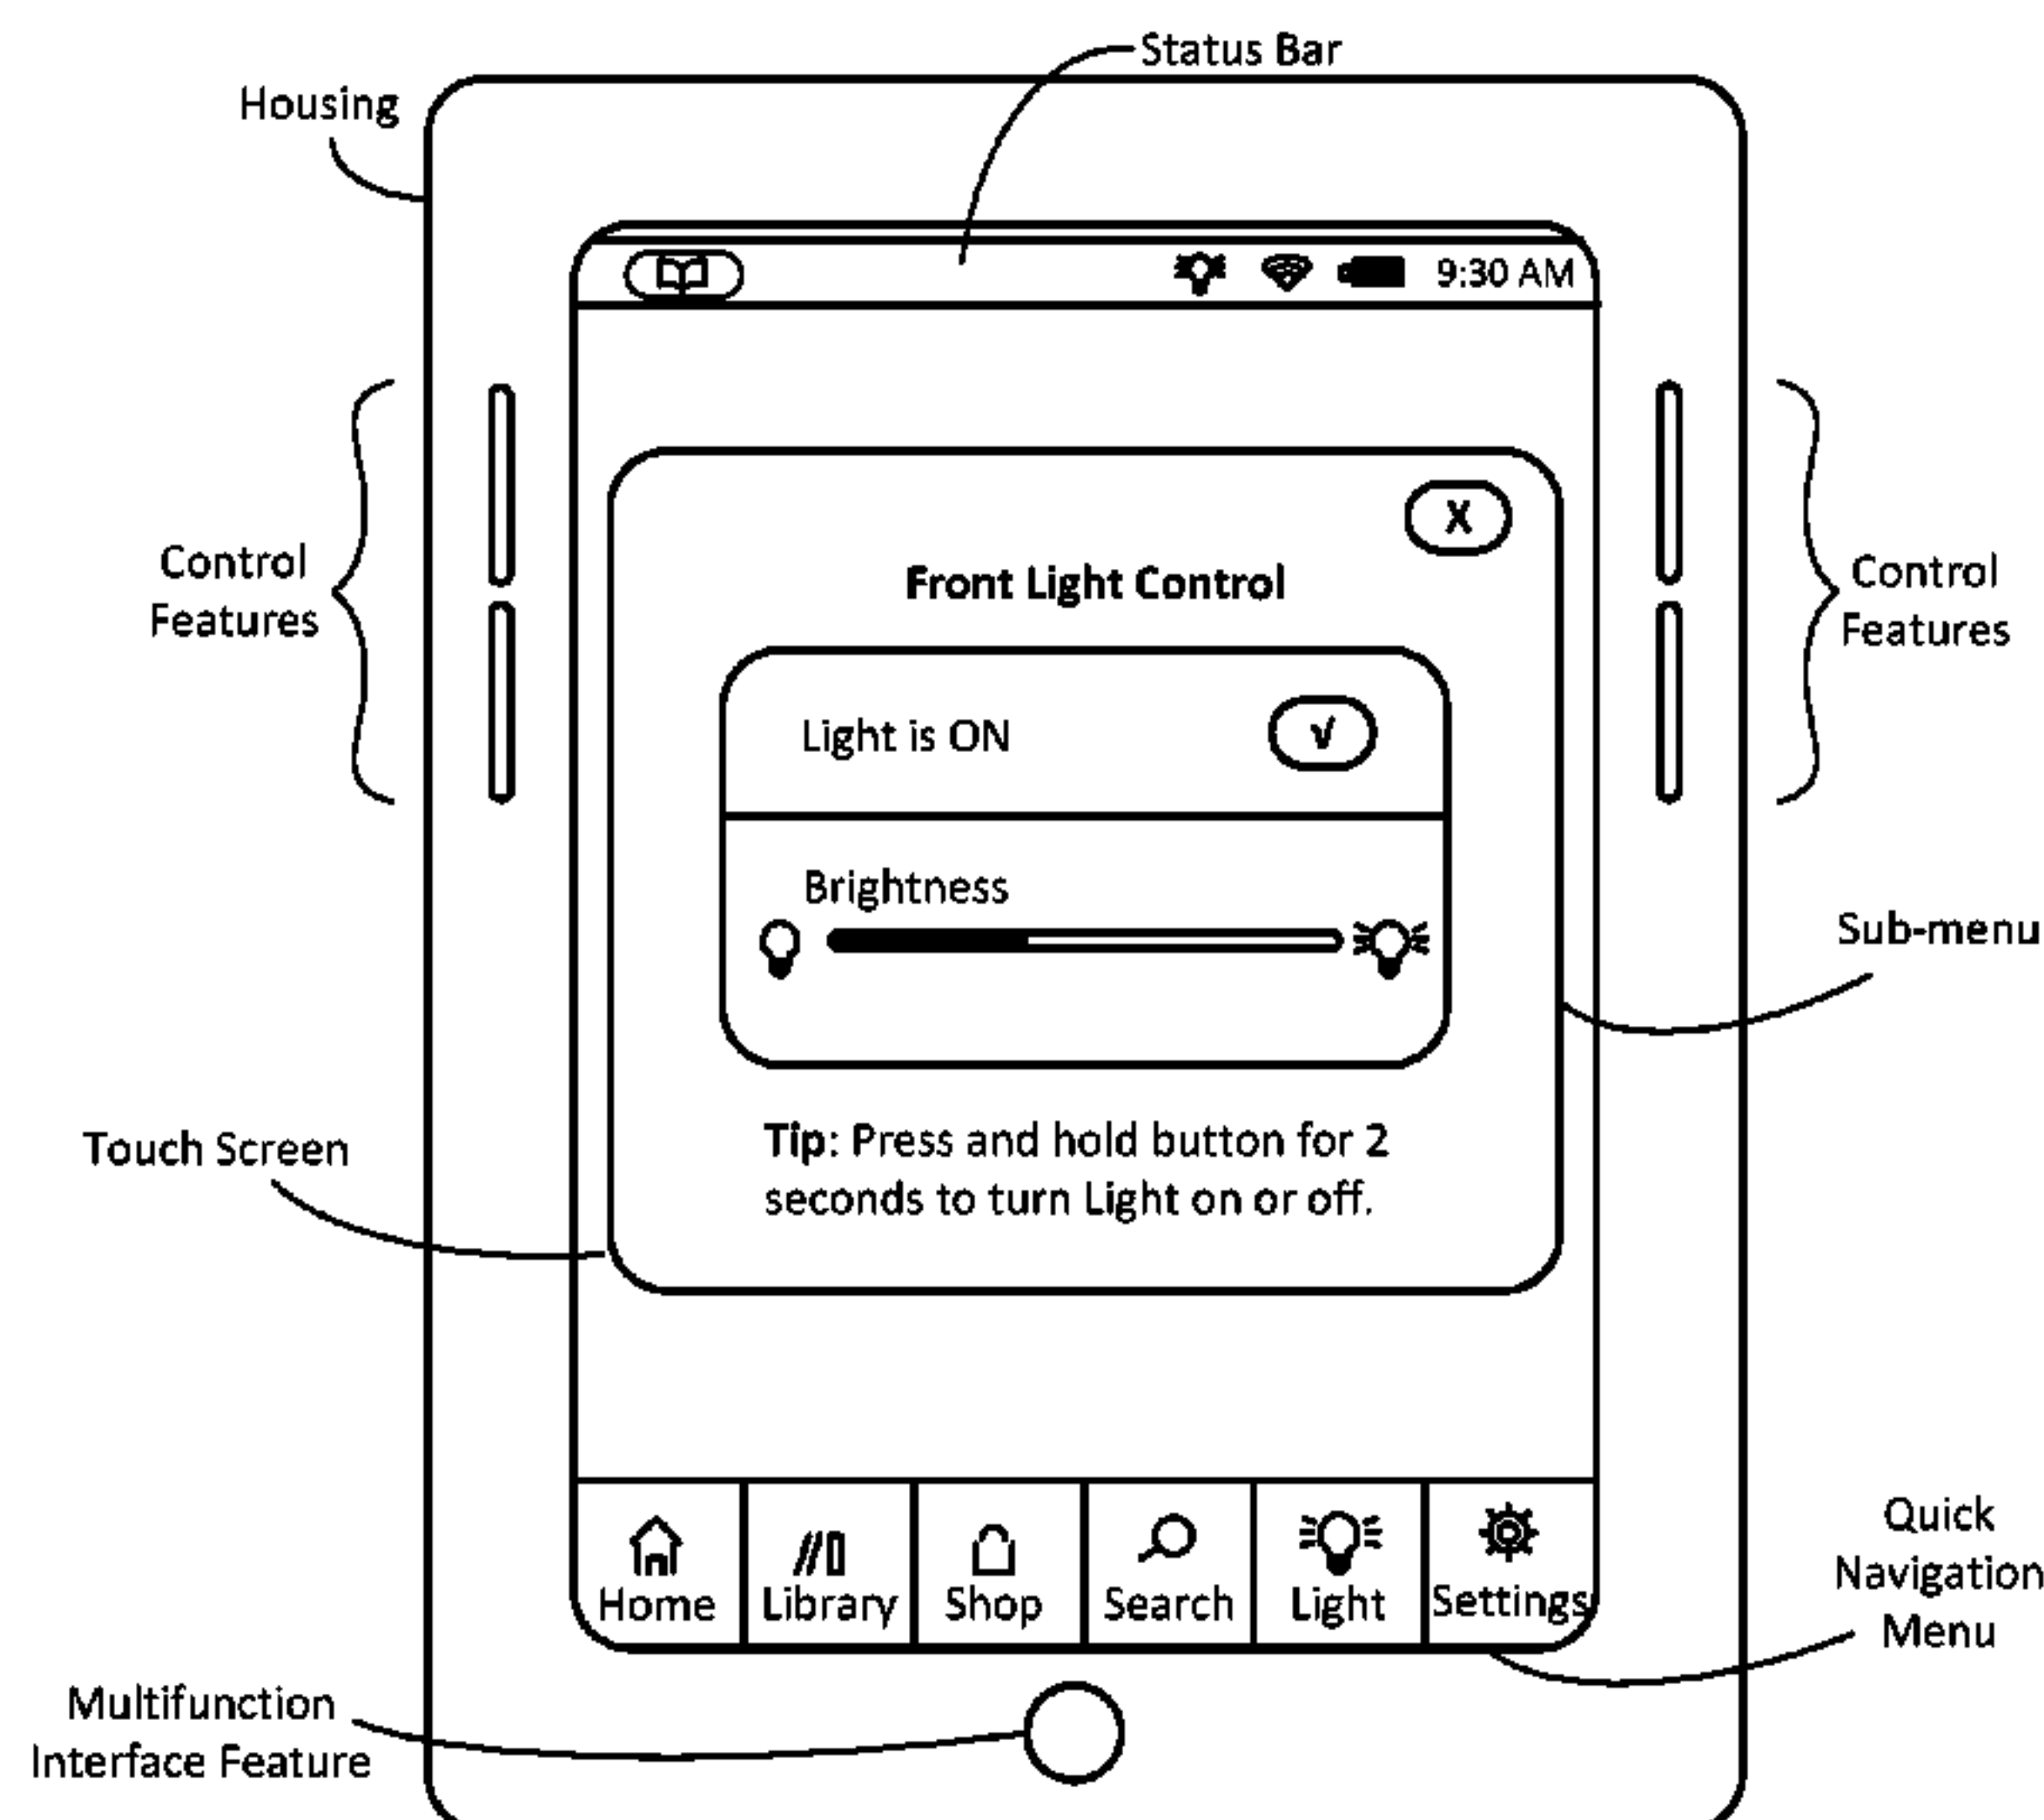 Status Bar
Housing
9:30 AM
X
Control
Features
Front Light Control
Control
Features
Light is ON
√
Brightness
Sub-menu
Touch Screen
Tip: Press and hold button for 2
seconds to turn Light on or off.
Quick
Navigation
Menu
Home Library Shop Search Light Settings
Multifunction
Interface Feature